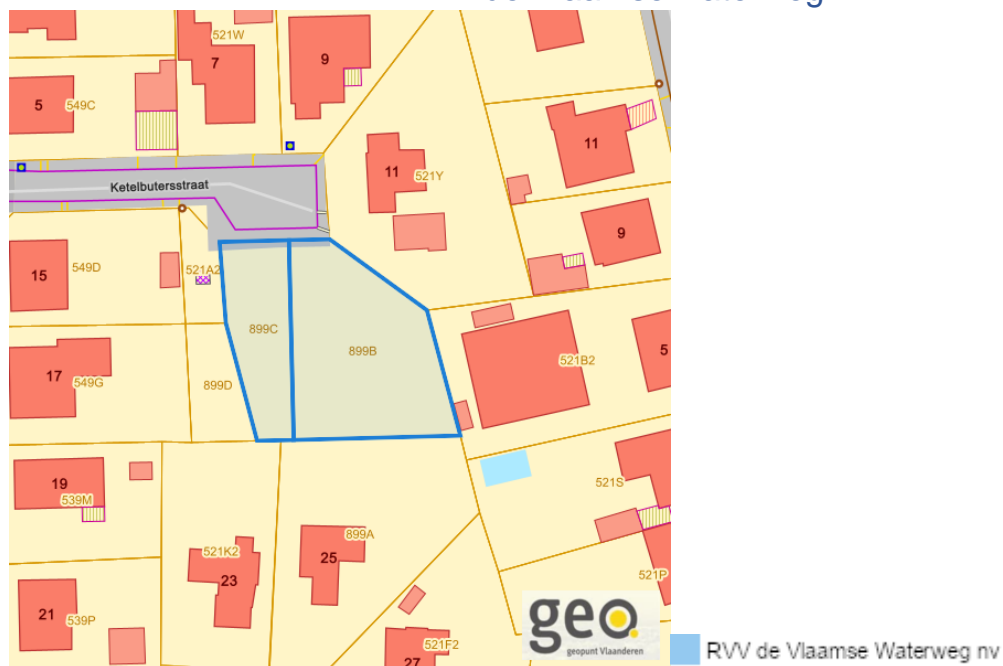 521W
7
9
5
549C
11
11
521Y
Ketelbutersstraat
9
15
549D
521A2
899C
899B
521B2
5
17
549G
899D
19
539M
521S
521K2
899A
25
23
521P
21
539P
521F2
27
geo
geopunt Vlaanderen
RVV de Vlaamse Waterweg nv